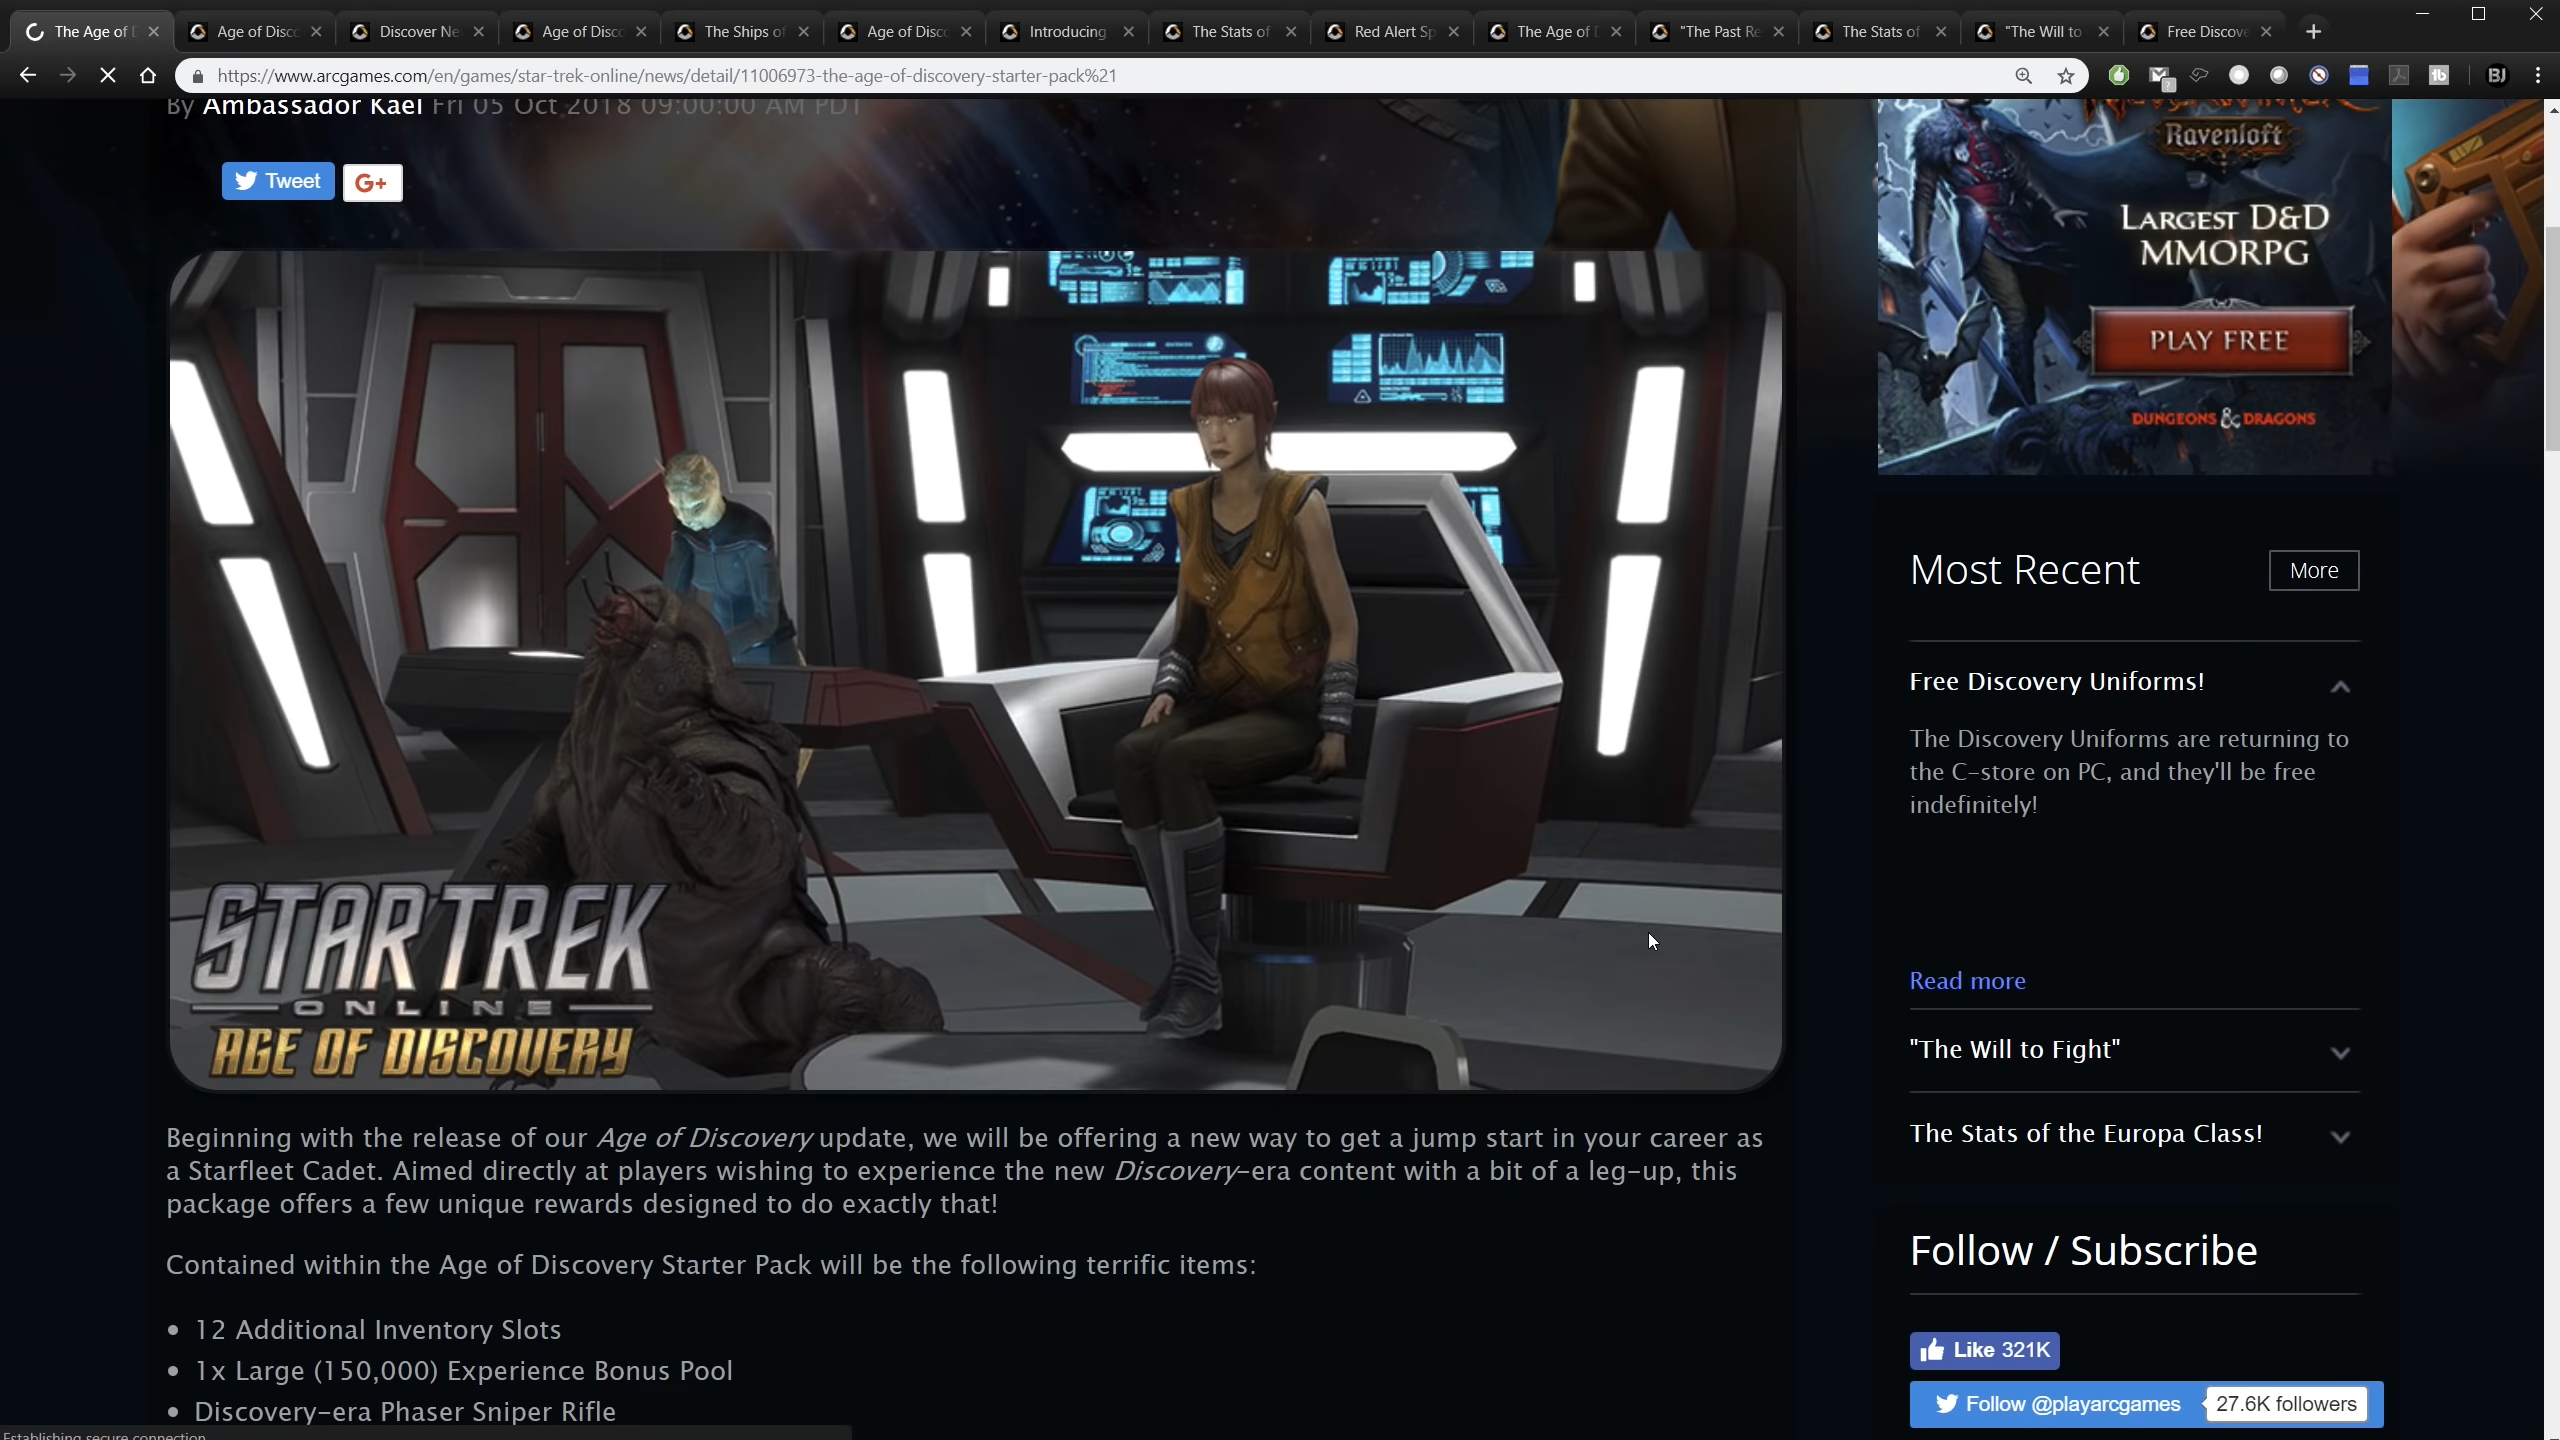 The Age of D
Age of Disco
Discover Ne
Age of Disco
The Ships of
Age of Disco
Introducing
The Stats of
Red Alert Sp
The Age of D
"The Past Re
The Stats of
"The Will to
Free Discove
https://www.arcgames.com/en/games/star-trek-online/news/detail/11006973-the-age-of-discovery-starter-pack%21
BJ
By Ambassador Kael Fri 05 Oct 2018 09:00:00 AM PDT
Tweet
G+
STAR TREK
ONLINE
AGE OF DISCOVERY
Beginning with the release of our Age of Discovery update, we will be offering a new way to get a jump start in your career as
a Starfleet Cadet. Aimed directly at players wishing to experience the new Discovery-era content with a bit of a leg-up, this
package offers a few unique rewards designed to do exactly that!
Contained within the Age of Discovery Starter Pack will be the following terrific items:
• 12 Additional Inventory Slots
• 1x Large (150,000) Experience Bonus Pool
• Discovery-era Phaser Sniper Rifle
Establishing secure connection
Ravenloft
LARGEST D&D
MMORPG
PLAY FREE
DUNGEONS & DRAGONS
Most Recent
More
Free Discovery Uniforms!
The Discovery Uniforms are returning to
the C-store on PC, and they'll be free
indefinitely!
Read more
"The Will to Fight"
The Stats of the Europa Class!
Follow / Subscribe
Like 321K
Follow @playarcgames
27.6K followers